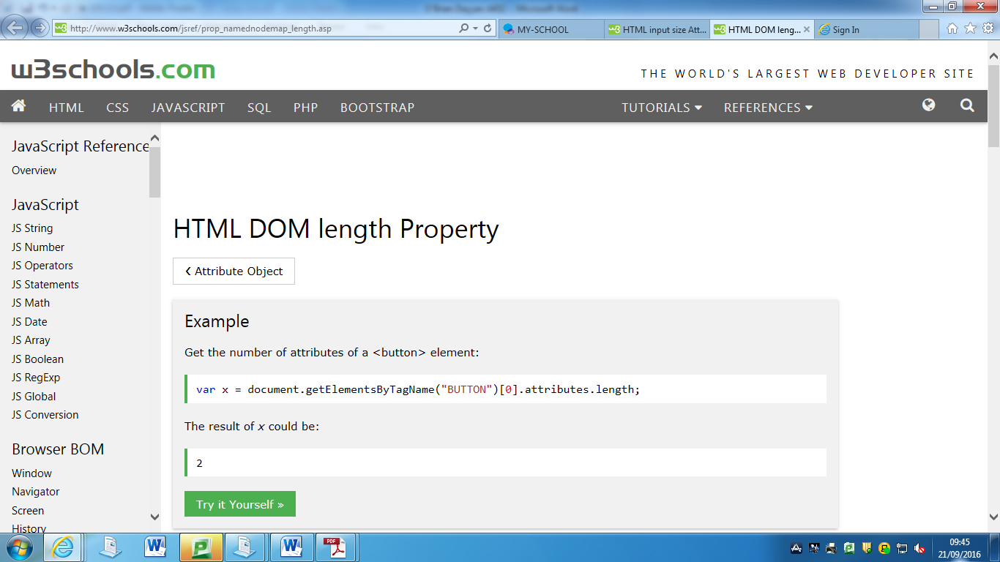 http://www.w3schools.com/jsref/prop_namednodemap_length.asp
MY-SCHOOL
HTML input size Att...
HTML DOM leng...
Sign In
w3schools.com
THE WORLD'S LARGEST WEB DEVELOPER SITE
HTML CSS JAVASCRIPT SQL PHP BOOTSTRAP TUTORIALS REFERENCES
JavaScript Reference
Overview
JavaScript
JS String
JS Number
JS Operators
JS Statements
JS Math
JS Date
JS Array
JS Boolean
JS RegExp
JS Global
JS Conversion
Browser BOM
Window
Navigator
Screen
History
HTML DOM length Property
❮ Attribute Object
Example
Get the number of attributes of a <button> element:
var x = document.getElementsByTagName("BUTTON")[0].attributes.length;
The result of x could be:
2
Try it Yourself »
09:45
21/09/2016